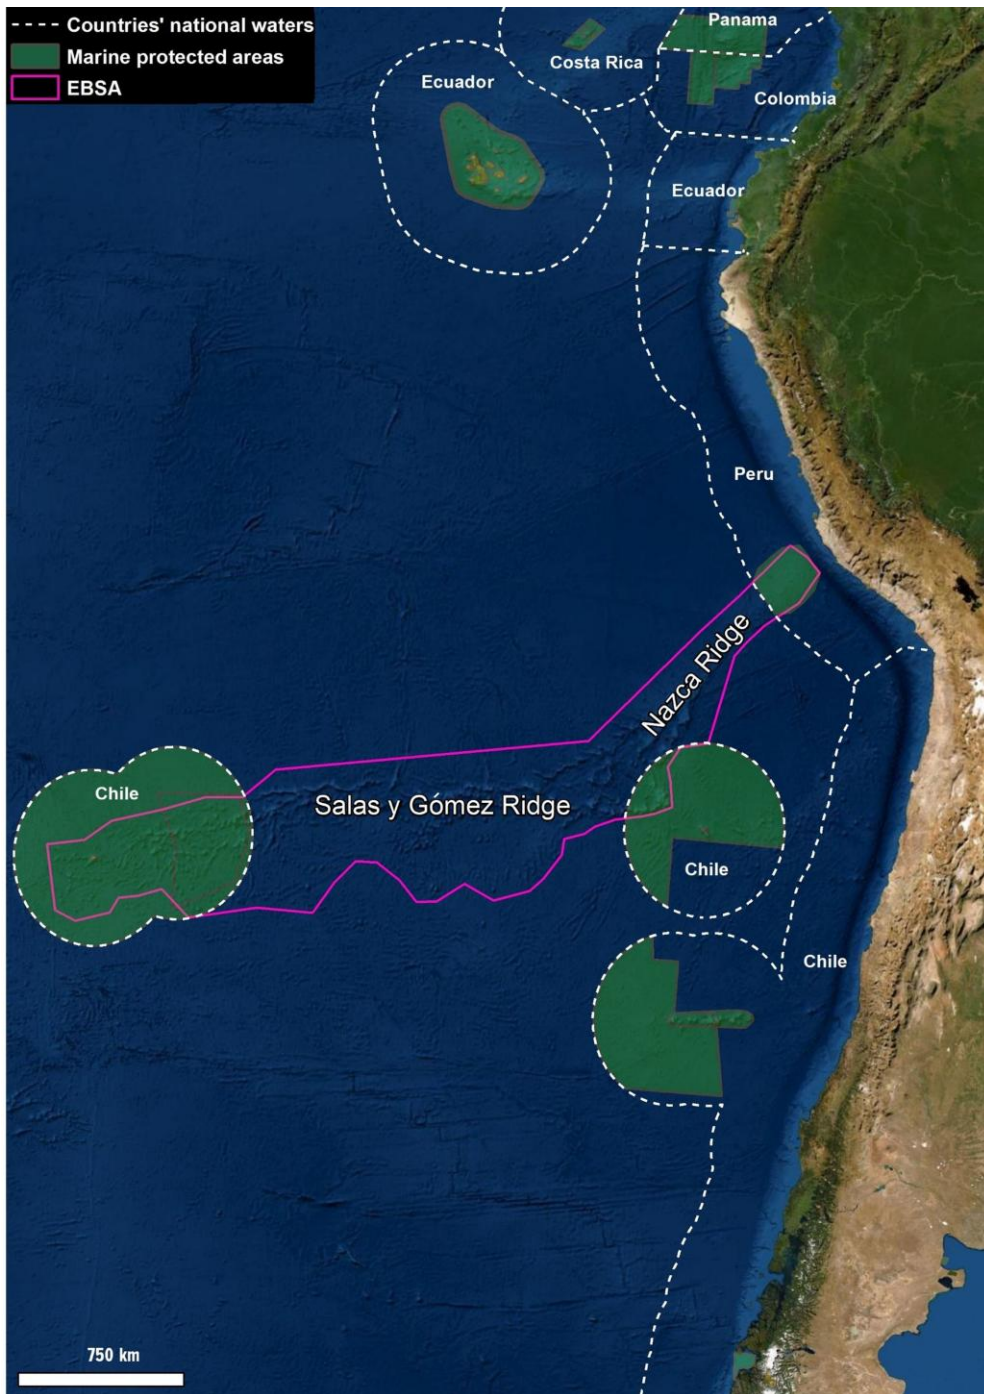 Countries' national waters
Marine protected areas
EBSA
Panama
Costa Rica
Ecuador
Colombia
Ecuador
Peru
Nazca Ridge
Chile
Salas y Gómez Ridge
Chile
Chile
750 km